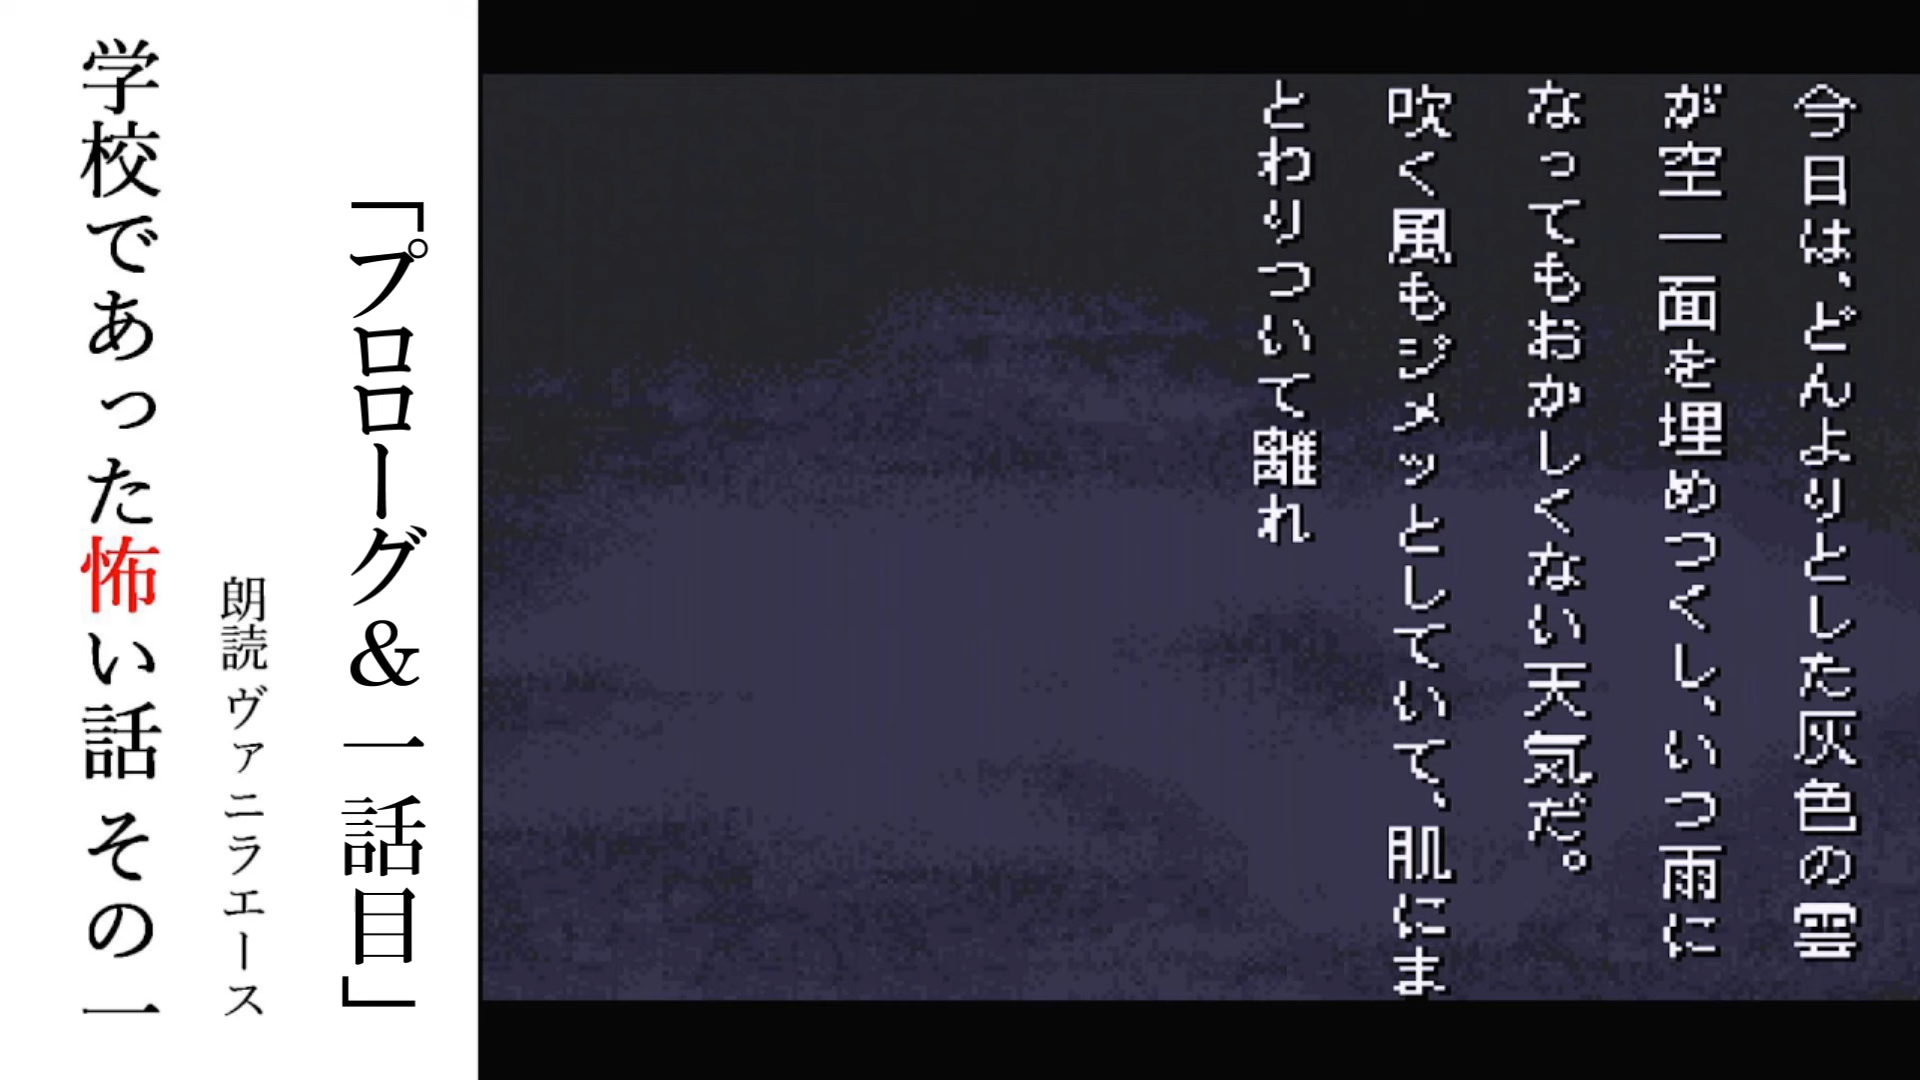 今日は、どんよりとした灰色の雲
が空一面を埋めつくし、いつ雨に
なってもおかしくない天気だ。
吹く風もジメッとしていて、肌にま
とわりついて離れ
「プロローグ&一話目」
朗読 ヴァニラエース
学校であった怖い話 その一